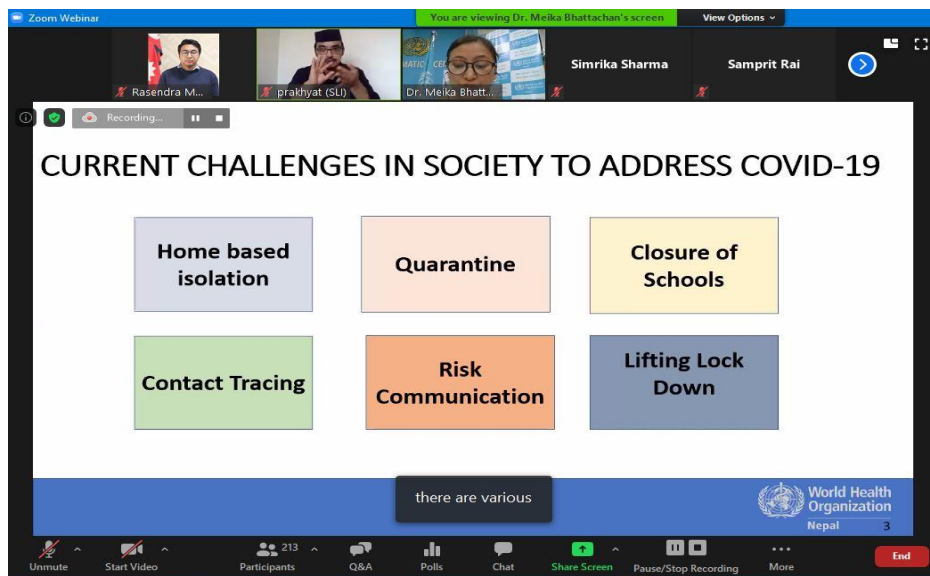 Zoom Webinar
You are viewing Dr. Meika Bhattachan's screen
View Options
Rasendra M...
prakhyat (SLI)
Dr. Meika Bhatt...
Simrika Sharma
Samprit Rai
Recording...
CURRENT CHALLENGES IN SOCIETY TO ADDRESS COVID-19
Home based
isolation
Quarantine
Closure of
Schools
Contact Tracing
Risk
Communication
Lifting Lock
Down
there are various
World Health
Organization
Nepal
3
Unmute
Start Video
213
Participants
Q&A
Polls
Chat
Share Screen
Pause/Stop Recording
More
End